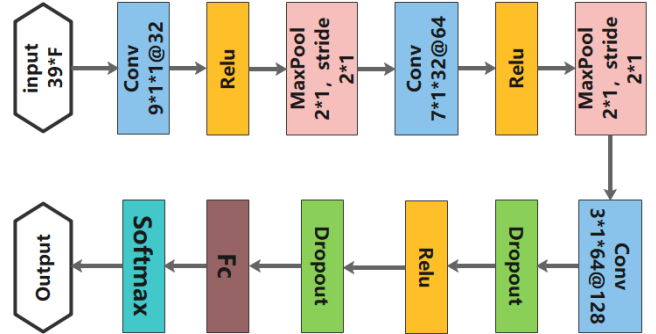 input
39*F
Conv
9*1*1@32
Relu
MaxPool
2*1, stride
2*1
Conv
7*1*32@64
Relu
MaxPool
2*1, stride
2*1
Conv
3*1*64@128
Dropout
Relu
Dropout
Fc
Softmax
Output